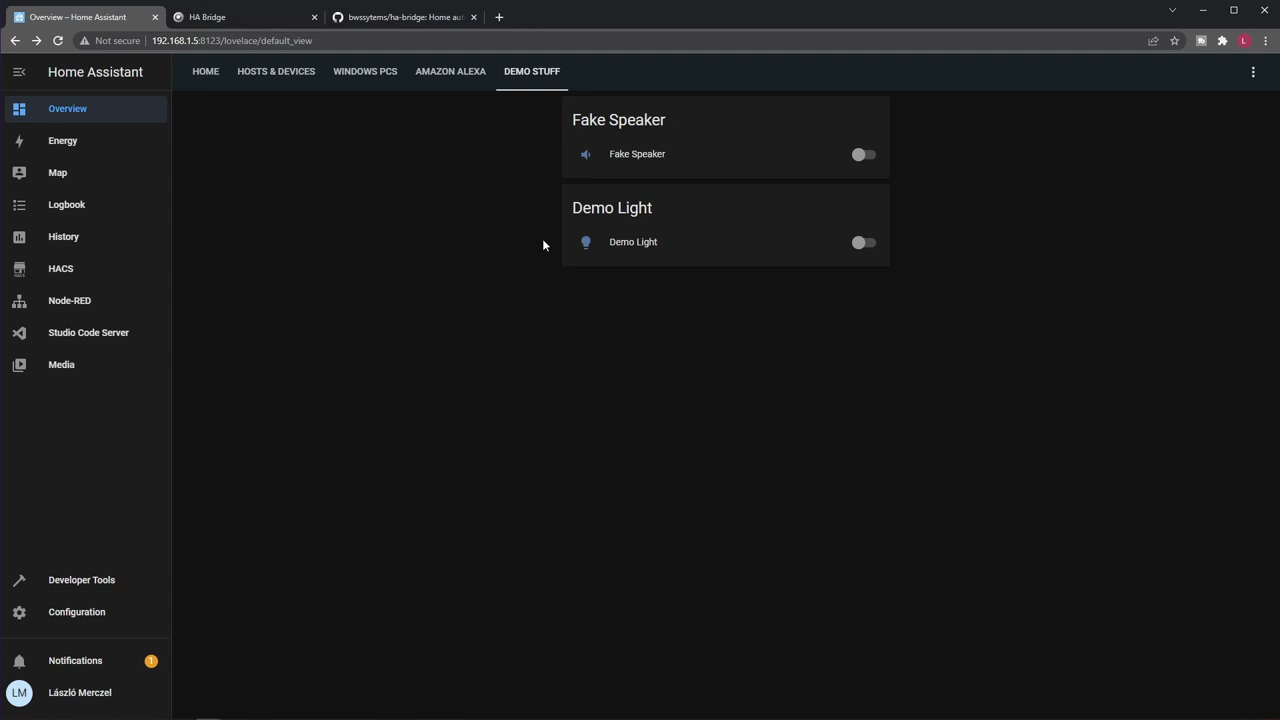 Overview – Home Assistant
HA Bridge
bwssytems/ha-bridge: Home aut
Not secure
192.168.1.5:8123/lovelace/default_view
L
Home Assistant
HOME
HOSTS & DEVICES
WINDOWS PCS
AMAZON ALEXA
DEMO STUFF
Overview
Energy
Map
Logbook
History
HACS
HACS
Node-RED
Studio Code Server
Media
Fake Speaker
Fake Speaker
Demo Light
Demo Light
Developer Tools
Configuration
Notifications
1
LM
László Merczel